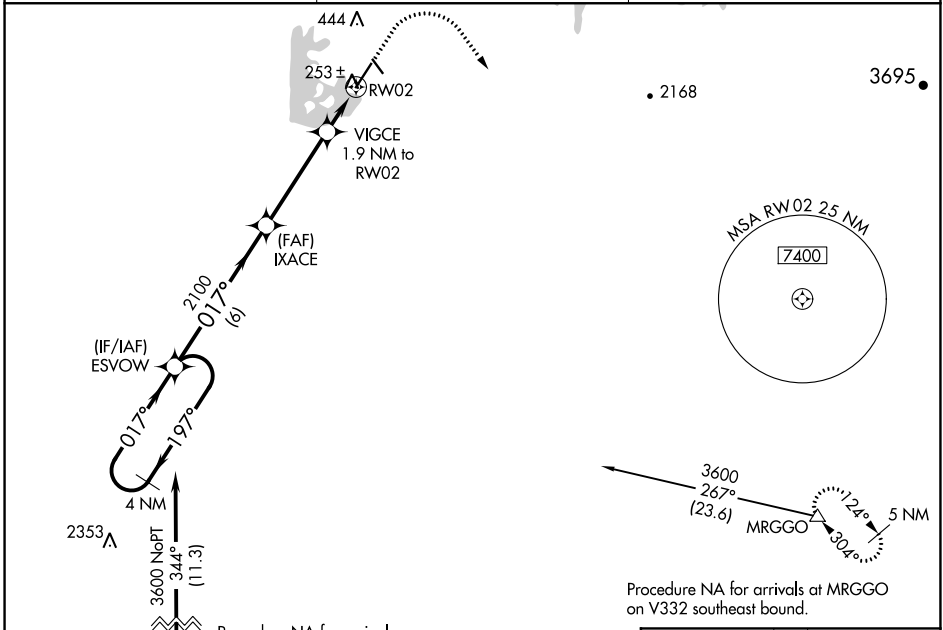 444
253 ±
RW02
2168
3695
VIGCE
1.9 NM to
RW02
(FAF)
IXACE
MSA RW 02 25 NM
7400
2100
017°
(6)
(IF/IAF)
ESVOW
017°
197°
4 NM
2353
3600 NoPT
344°
(11.3)
3600
267°
(23.6)
MRGGO
124°
304°
5 NM
Procedure NA for arrivals at MRGGO
on V332 southeast bound.